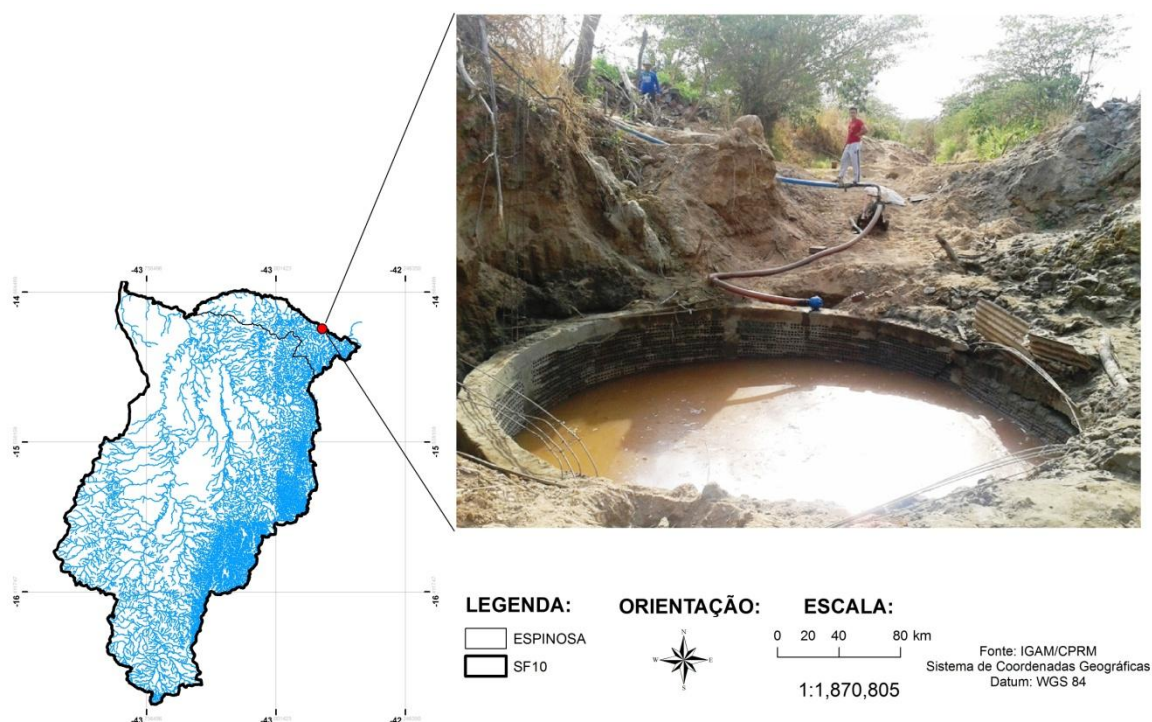 -43
-43
-42
-14
-14
-15
-15
-16
-16
-43
-43
-42
LEGENDA:
ESPINOSA
SF10
ORIENTAÇÃO:
N
W
E
S
ESCALA:
0 20 40 80 km
1:1,870,805
Fonte: IGAM/CPRM
Sistema de Coordenadas Geográficas
Datum: WGS 84